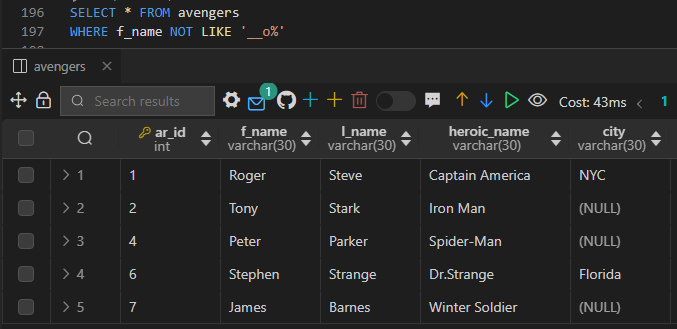 196 SELECT * FROM avengers
197 WHERE f_name NOT LIKE '__o%'
avengers
Search results 1 Cost: 43ms 1
ar_id f_name l_name heroic_name city
int varchar(30) varchar(30) varchar(30) varchar(30)
1 1 Roger Steve Captain America NYC
2 2 Tony Stark Iron Man (NULL)
3 4 Peter Parker Spider-Man (NULL)
4 6 Stephen Strange Dr.Strange Florida
5 7 James Barnes Winter Soldier (NULL)